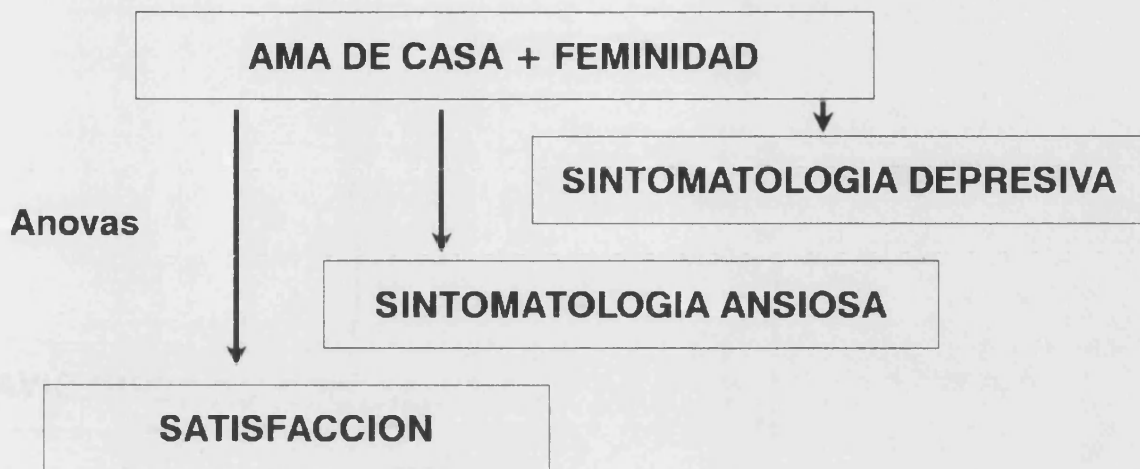 AMA DE CASA + FEMINIDAD
SINTOMATOLOGIA DEPRESIVA
Anovas
SINTOMATOLOGIA ANSIOSA
SATISFACCION